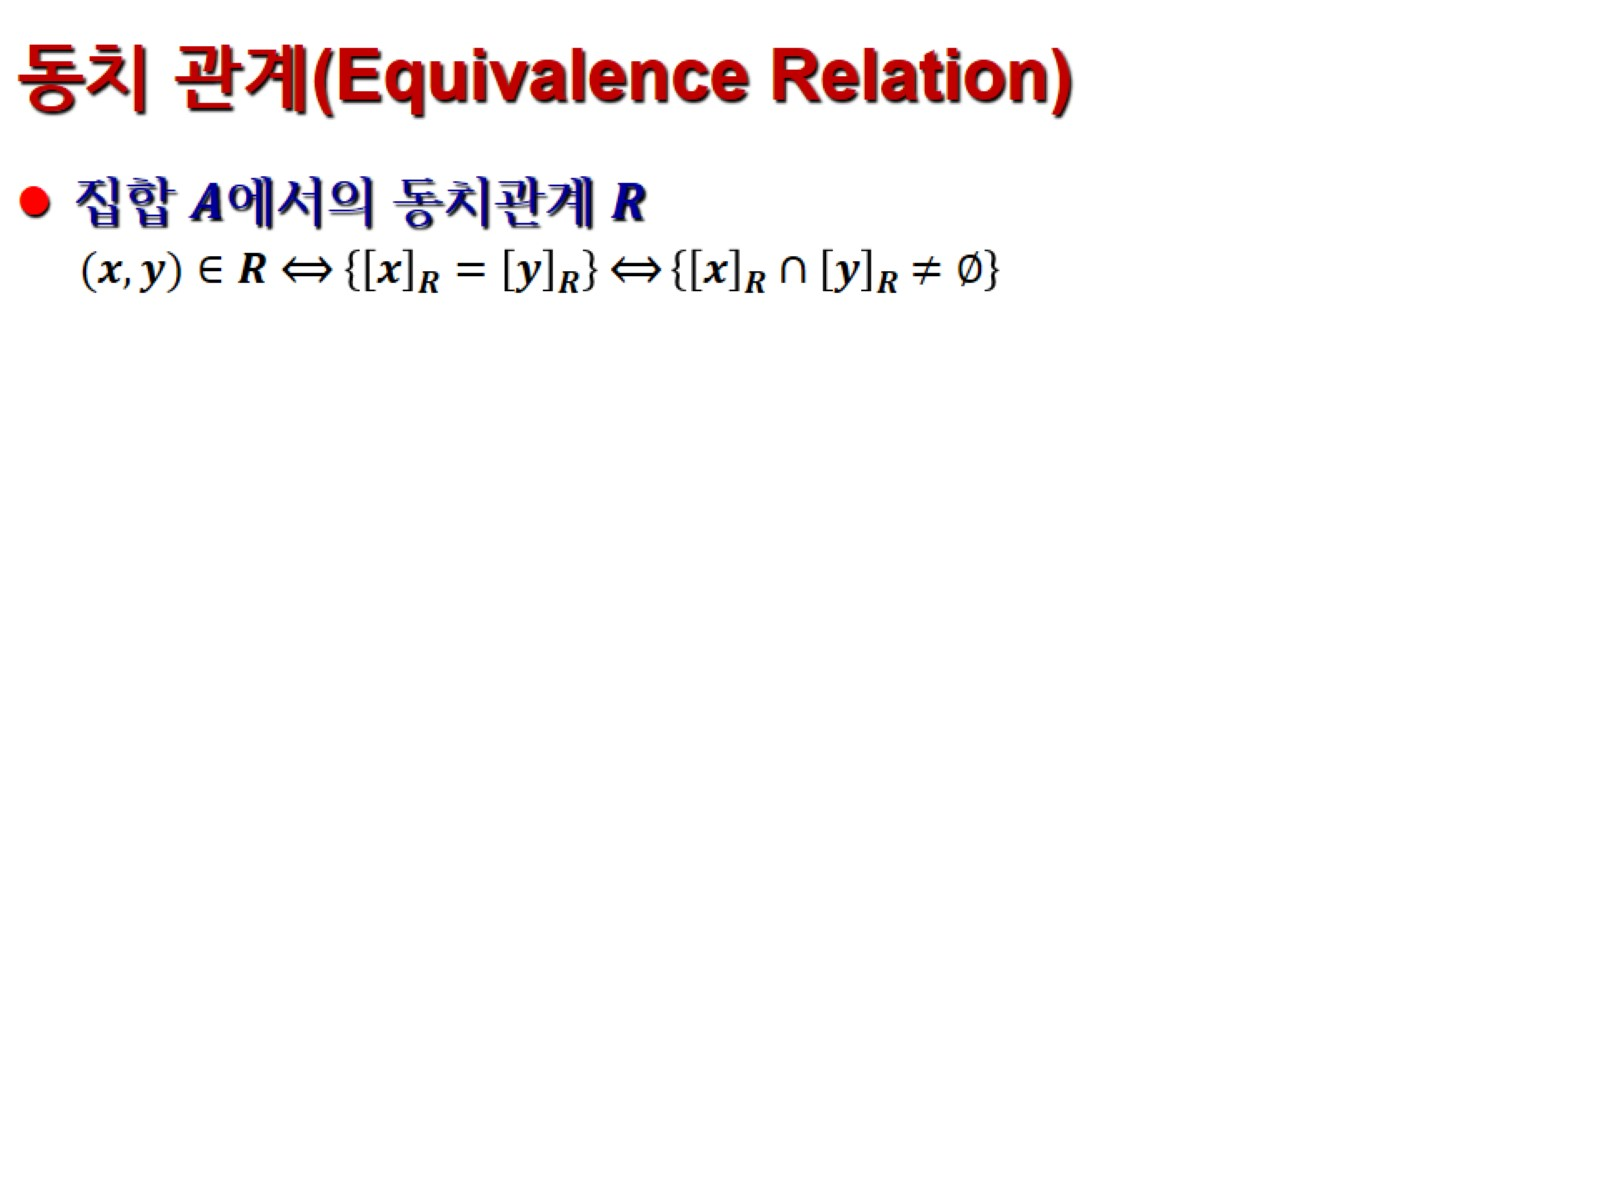 동치 관계(Equivalence Relation)
● 집합 A에서의 동치관계 R
(x, y) ∈ R ⇔ {[x]_R = [y]_R} ⇔ {[x]_R ∩ [y]_R ≠ ∅}